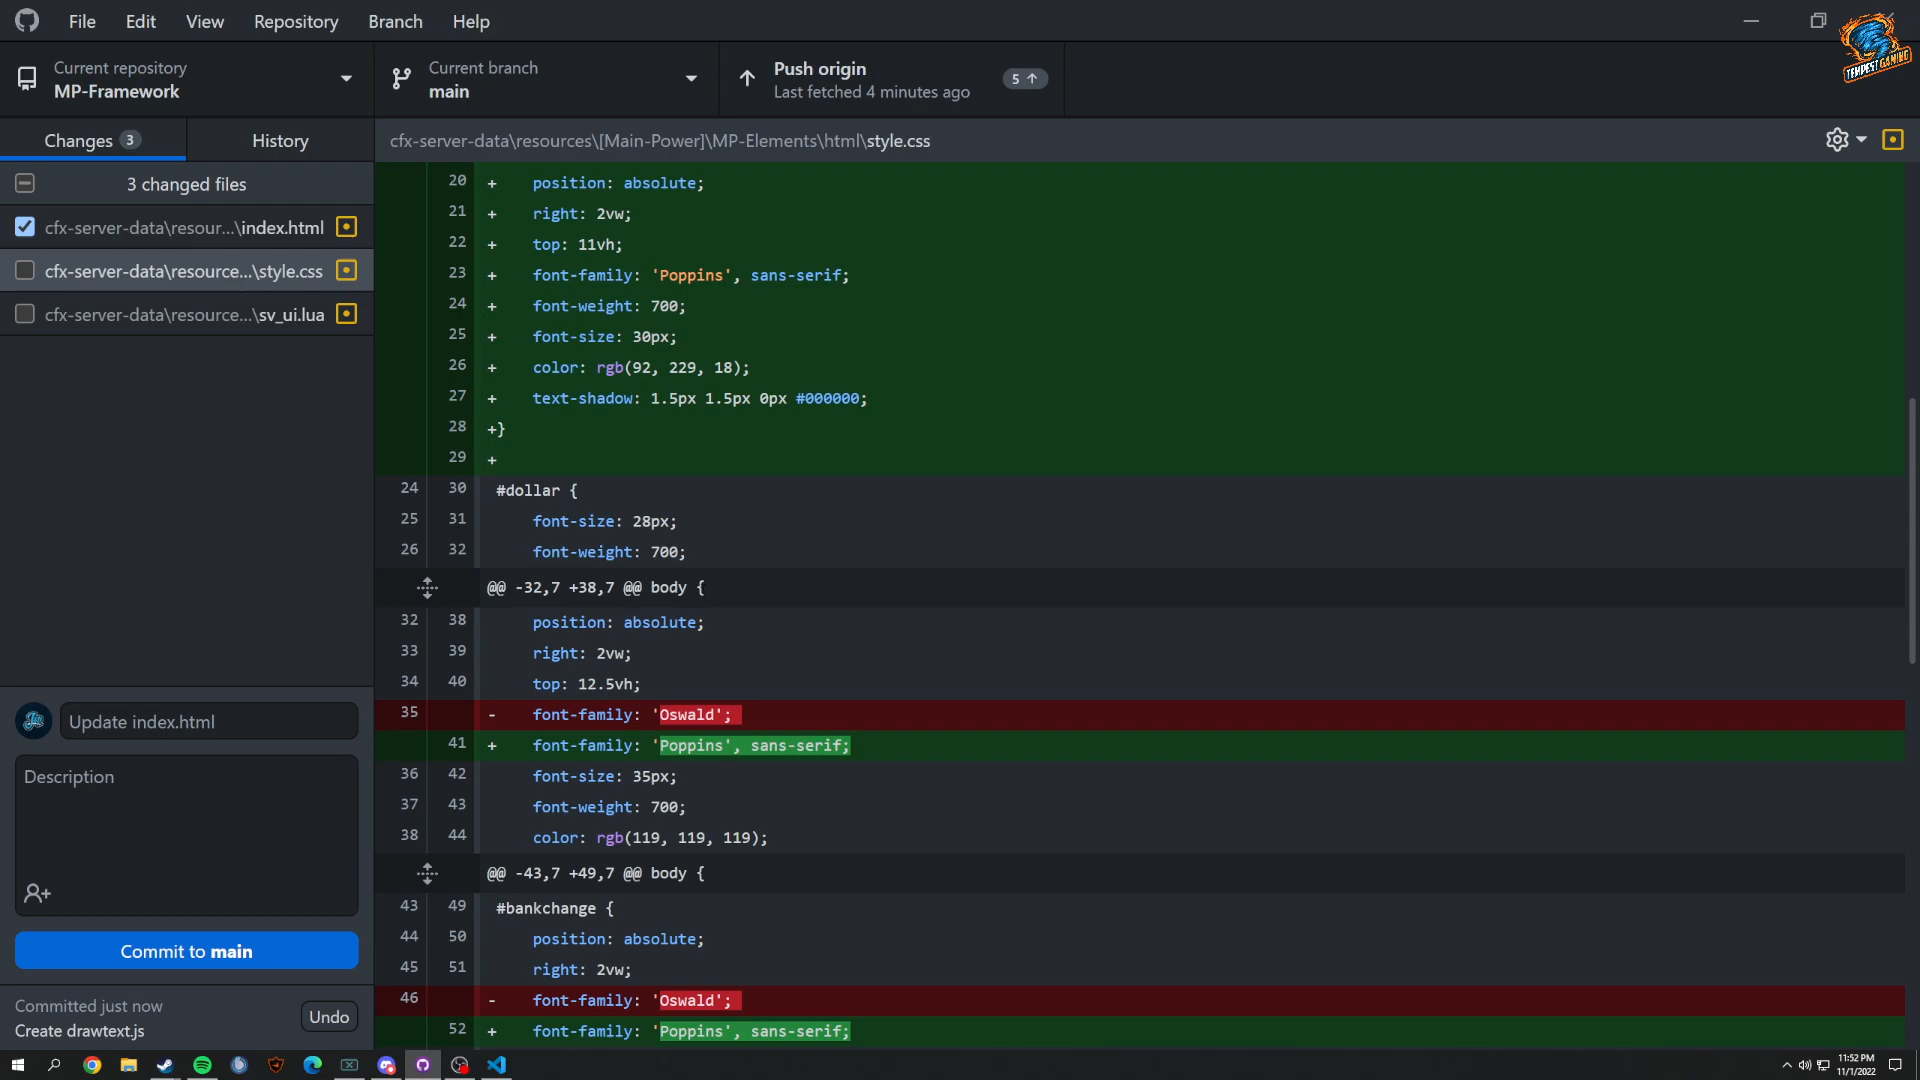 File Edit View Repository Branch Help
TEMPEST GAMING
Current repository
MP-Framework
Current branch
main
Push origin
Last fetched 4 minutes ago
5
Changes 3
History
cfx-server-data\resources\[Main-Power]\MP-Elements\html\style.css
3 changed files
cfx-server-data\resour...\index.html
cfx-server-data\resource...\style.css
cfx-server-data\resource...\sv_ui.lua
20 + position: absolute;
21 + right: 2vw;
22 + top: 11vh;
23 + font-family: 'Poppins', sans-serif;
24 + font-weight: 700;
25 + font-size: 30px;
26 + color: rgb(92, 229, 18);
27 + text-shadow: 1.5px 1.5px 0px #000000;
28 +}
29 +
24 30 #dollar {
25 31 font-size: 28px;
26 32 font-weight: 700;
@@ -32,7 +38,7 @@ body {
32 38 position: absolute;
33 39 right: 2vw;
34 40 top: 12.5vh;
35 - font-family: 'Oswald';
41 + font-family: 'Poppins', sans-serif;
36 42 font-size: 35px;
37 43 font-weight: 700;
38 44 color: rgb(119, 119, 119);
@@ -43,7 +49,7 @@ body {
43 49 #bankchange {
44 50 position: absolute;
45 51 right: 2vw;
46 - font-family: 'Oswald';
52 + font-family: 'Poppins', sans-serif;
Update index.html
Description
Commit to main
Committed just now
Create drawtext.js
Undo
11:52 PM
11/1/2022